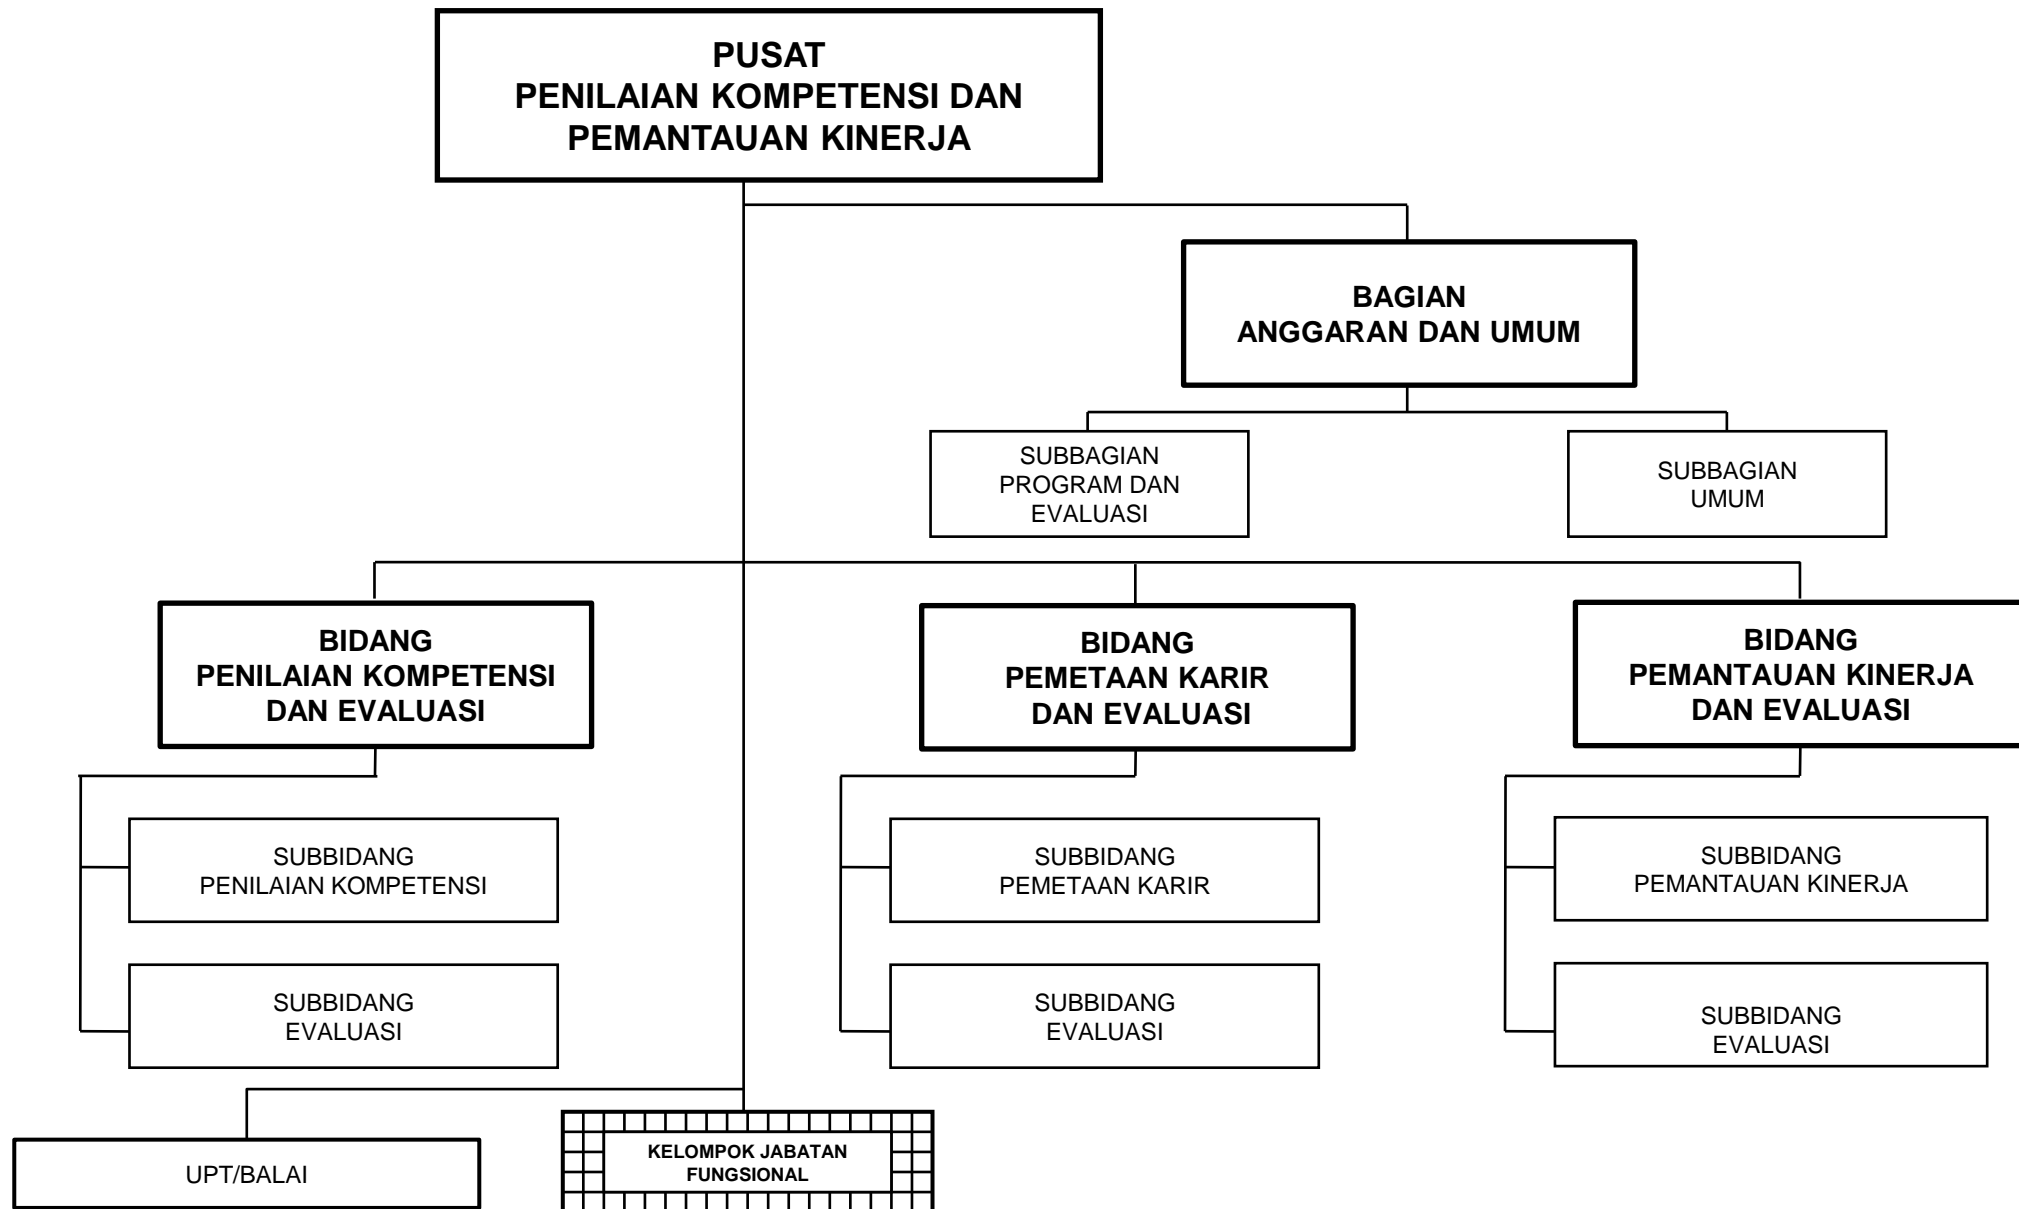 PUSAT
PENILAIAN KOMPETENSI DAN
PEMANTAUAN KINERJA
BAGIAN
ANGGARAN DAN UMUM
SUBBAGIAN
PROGRAM DAN
EVALUASI
SUBBAGIAN
UMUM
BIDANG
PENILAIAN KOMPETENSI
DAN EVALUASI
BIDANG
PEMETAAN KARIR
DAN EVALUASI
BIDANG
PEMANTAUAN KINERJA
DAN EVALUASI
SUBBIDANG
PENILAIAN KOMPETENSI
SUBBIDANG
PEMETAAN KARIR
SUBBIDANG
PEMANTAUAN KINERJA
SUBBIDANG
EVALUASI
SUBBIDANG
EVALUASI
SUBBIDANG
EVALUASI
UPT/BALAI
KELOMPOK JABATAN
FUNGSIONAL